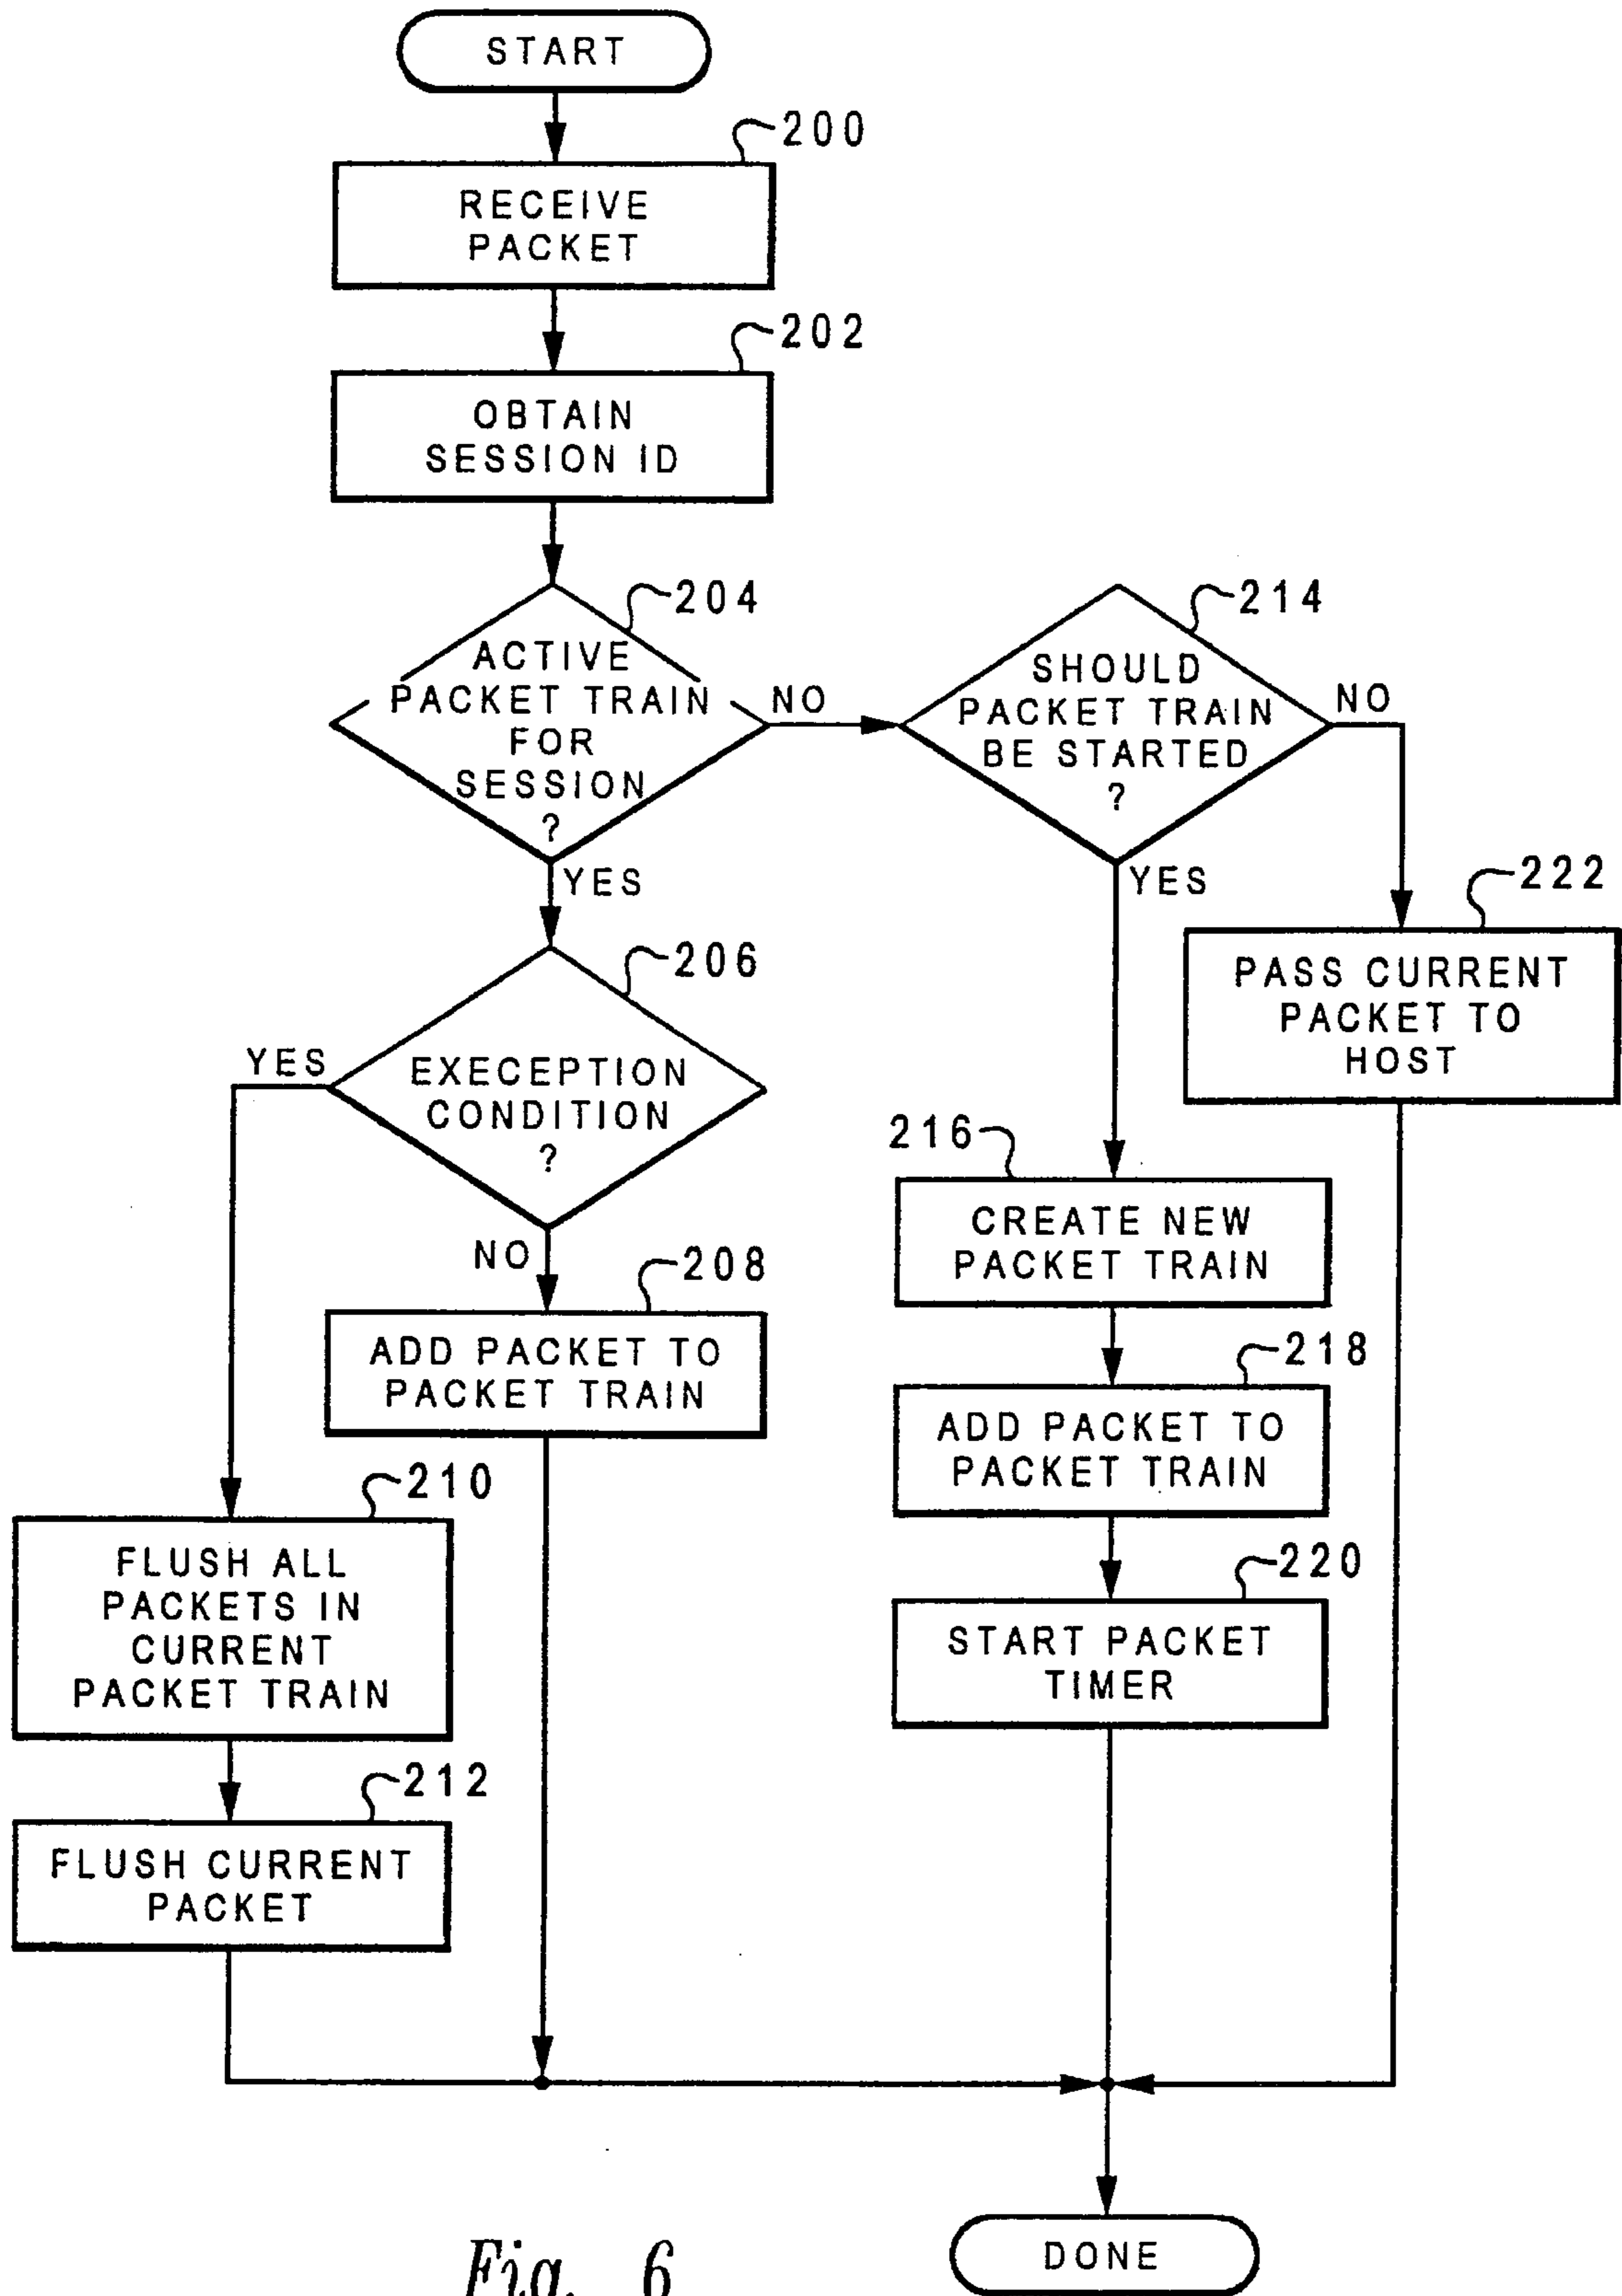 START
200
RECEIVE
PACKET
202
OBTAIN
SESSION ID
204
ACTIVE
PACKET TRAIN
FOR
SESSION
?
NO
YES
214
SHOULD
PACKET TRAIN
BE STARTED
?
NO
YES
222
PASS CURRENT
PACKET TO
HOST
206
EXECEPTION
CONDITION
?
YES
NO
208
ADD PACKET TO
PACKET TRAIN
210
FLUSH ALL
PACKETS IN
CURRENT
PACKET TRAIN
212
FLUSH CURRENT
PACKET
216
CREATE NEW
PACKET TRAIN
218
ADD PACKET TO
PACKET TRAIN
220
START PACKET
TIMER
DONE
Fig. 6